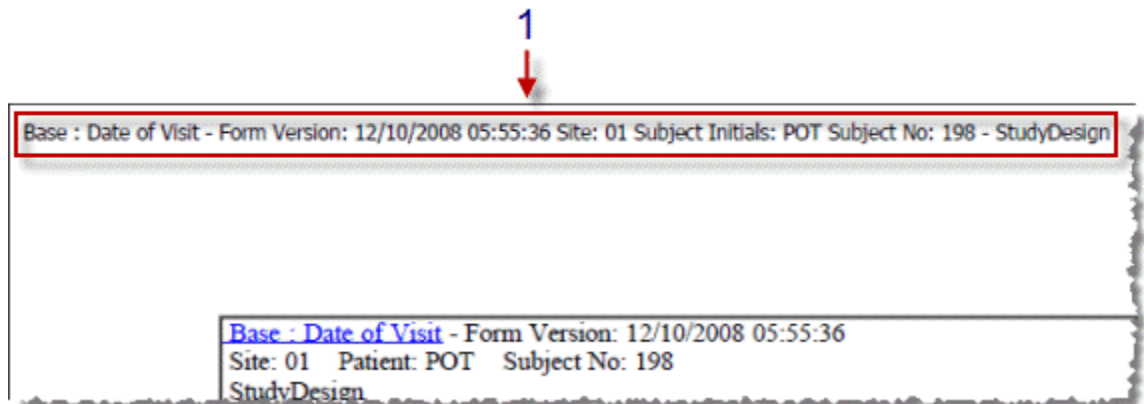 1
Base : Date of Visit - Form Version: 12/10/2008 05:55:36 Site: 01 Subject Initials: POT Subject No: 198 - StudyDesign
Base : Date of Visit - Form Version: 12/10/2008 05:55:36
Site: 01 Patient: POT Subject No: 198
StudyDesign